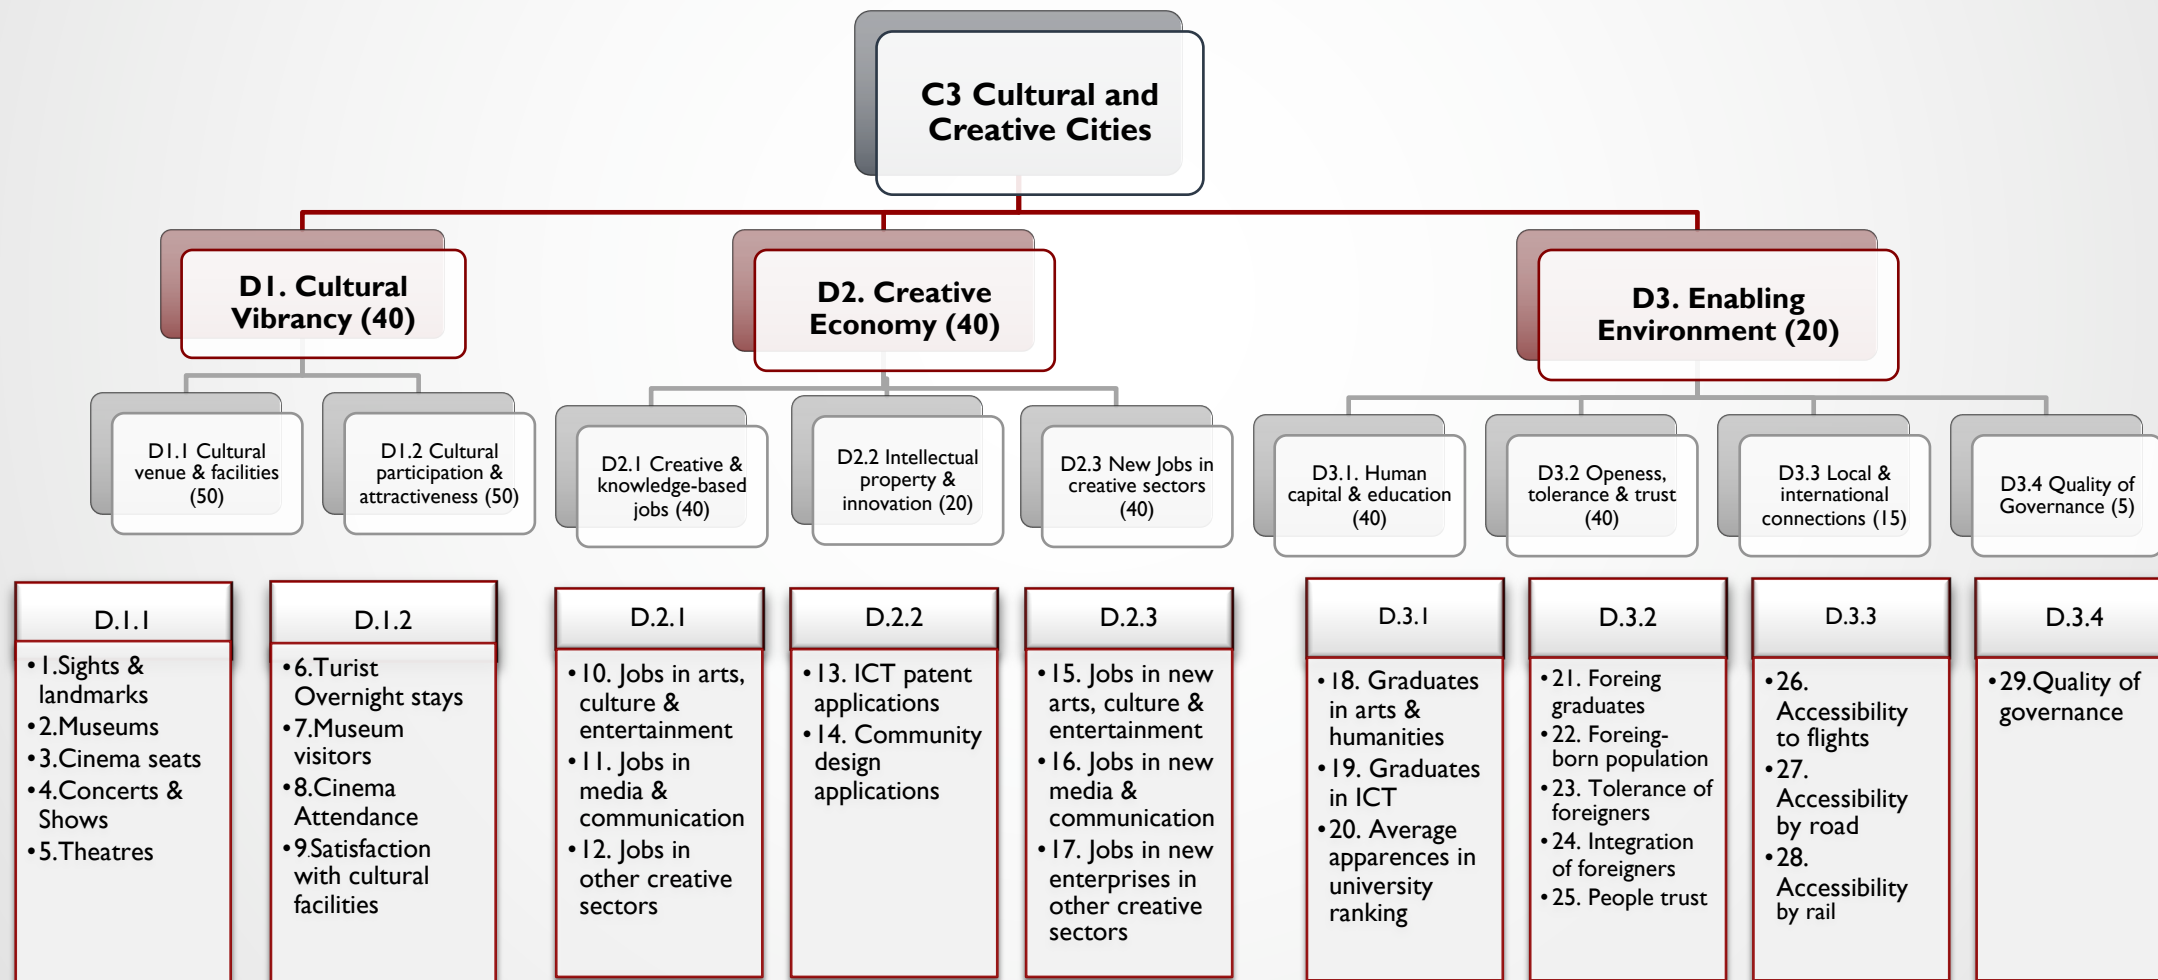 C3 Cultural and
Creative Cities
D1. Cultural
Vibrancy (40)
D2. Creative
Economy (40)
D3. Enabling
Environment (20)
D1.1 Cultural
venue & facilities
(50)
D1.2 Cultural
participation &
attractiveness (50)
D2.1 Creative &
knowledge-based
jobs (40)
D2.2 Intellectual
property &
innovation (20)
D2.3 New Jobs in
creative sectors
(40)
D3.1. Human
capital & education
(40)
D3.2 Openess,
tolerance & trust
(40)
D3.3 Local &
international
connections (15)
D3.4 Quality of
Governance (5)
D.1.1
•1.Sights &
landmarks
•2.Museums
•3.Cinema seats
•4.Concerts &
Shows
•5.Theatres
D.1.2
•6.Turist
Overnight stays
•7.Museum
visitors
•8.Cinema
Attendance
•9.Satisfaction
with cultural
facilities
D.2.1
•10. Jobs in arts,
culture &
entertainment
•11. Jobs in
media &
communication
•12. Jobs in
other creative
sectors
D.2.2
•13. ICT patent
applications
•14. Community
design
applications
D.2.3
•15. Jobs in new
arts, culture &
entertainment
•16. Jobs in new
media &
communication
•17. Jobs in new
enterprises in
other creative
sectors
D.3.1
•18. Graduates
in arts &
humanities
•19. Graduates
in ICT
•20. Average
apparences in
university
ranking
D.3.2
•21. Foreing
graduates
•22. Foreing-
born population
•23. Tolerance of
foreigners
•24. Integration
of foreigners
•25. People trust
D.3.3
•26.
Accessibility
to flights
•27.
Accessibility
by road
•28.
Accessibility
by rail
D.3.4
•29.Quality of
governance